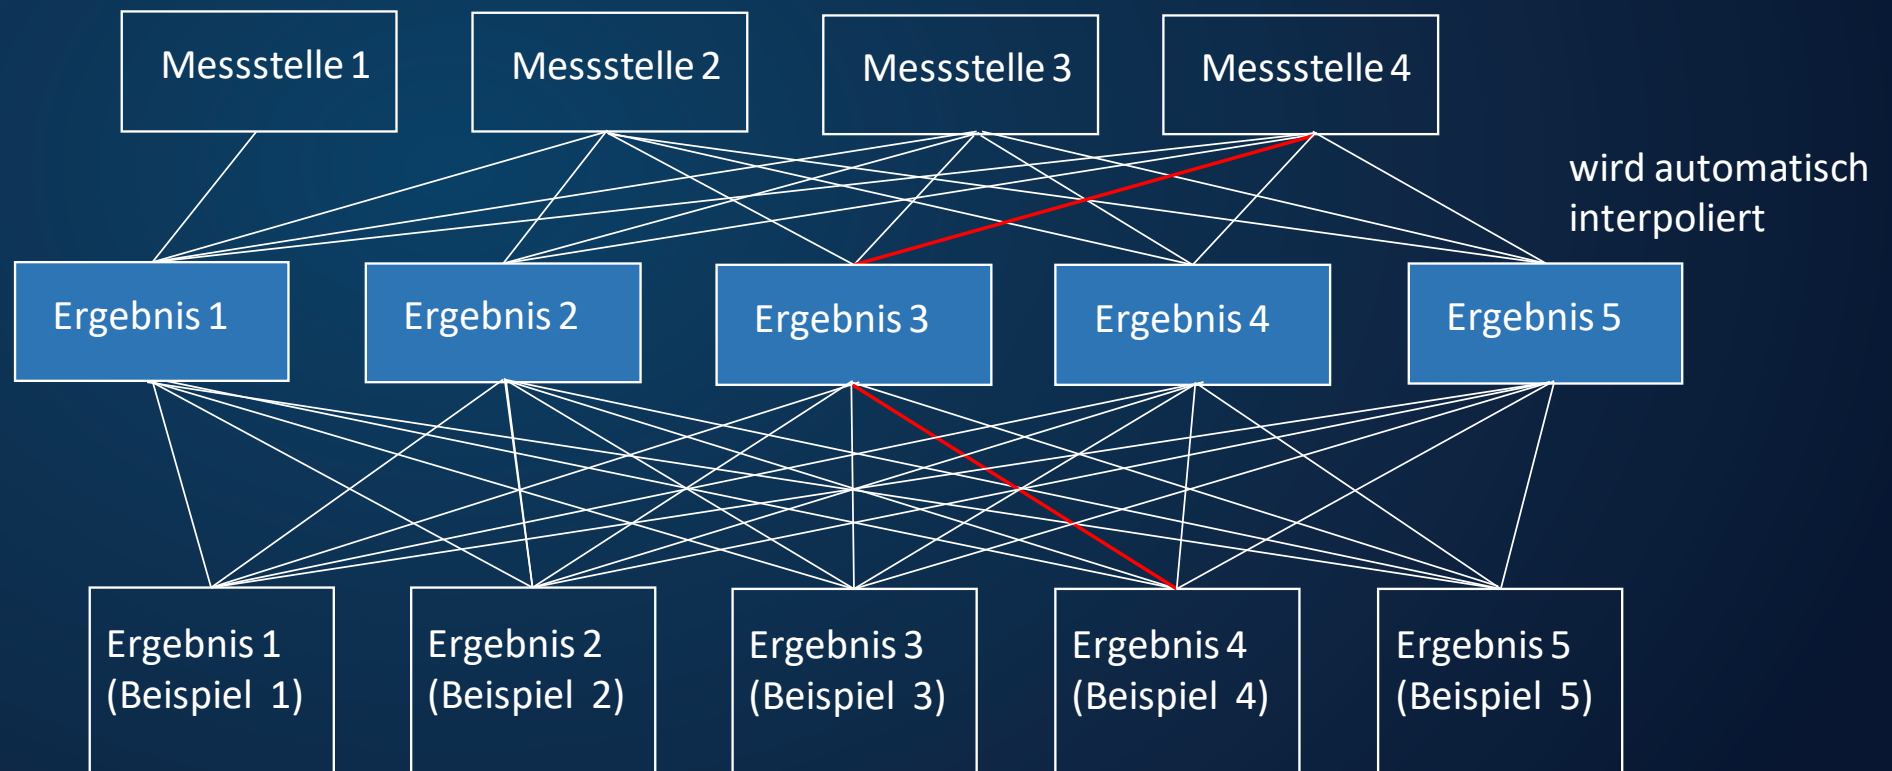 Messstelle 1
Messstelle 2
Messstelle 3
Messstelle 4
wird automatisch
interpoliert
Ergebnis 1
Ergebnis 2
Ergebnis 3
Ergebnis 4
Ergebnis 5
Ergebnis 1
(Beispiel 1)
Ergebnis 2
(Beispiel 2)
Ergebnis 3
(Beispiel 3)
Ergebnis 4
(Beispiel 4)
Ergebnis 5
(Beispiel 5)